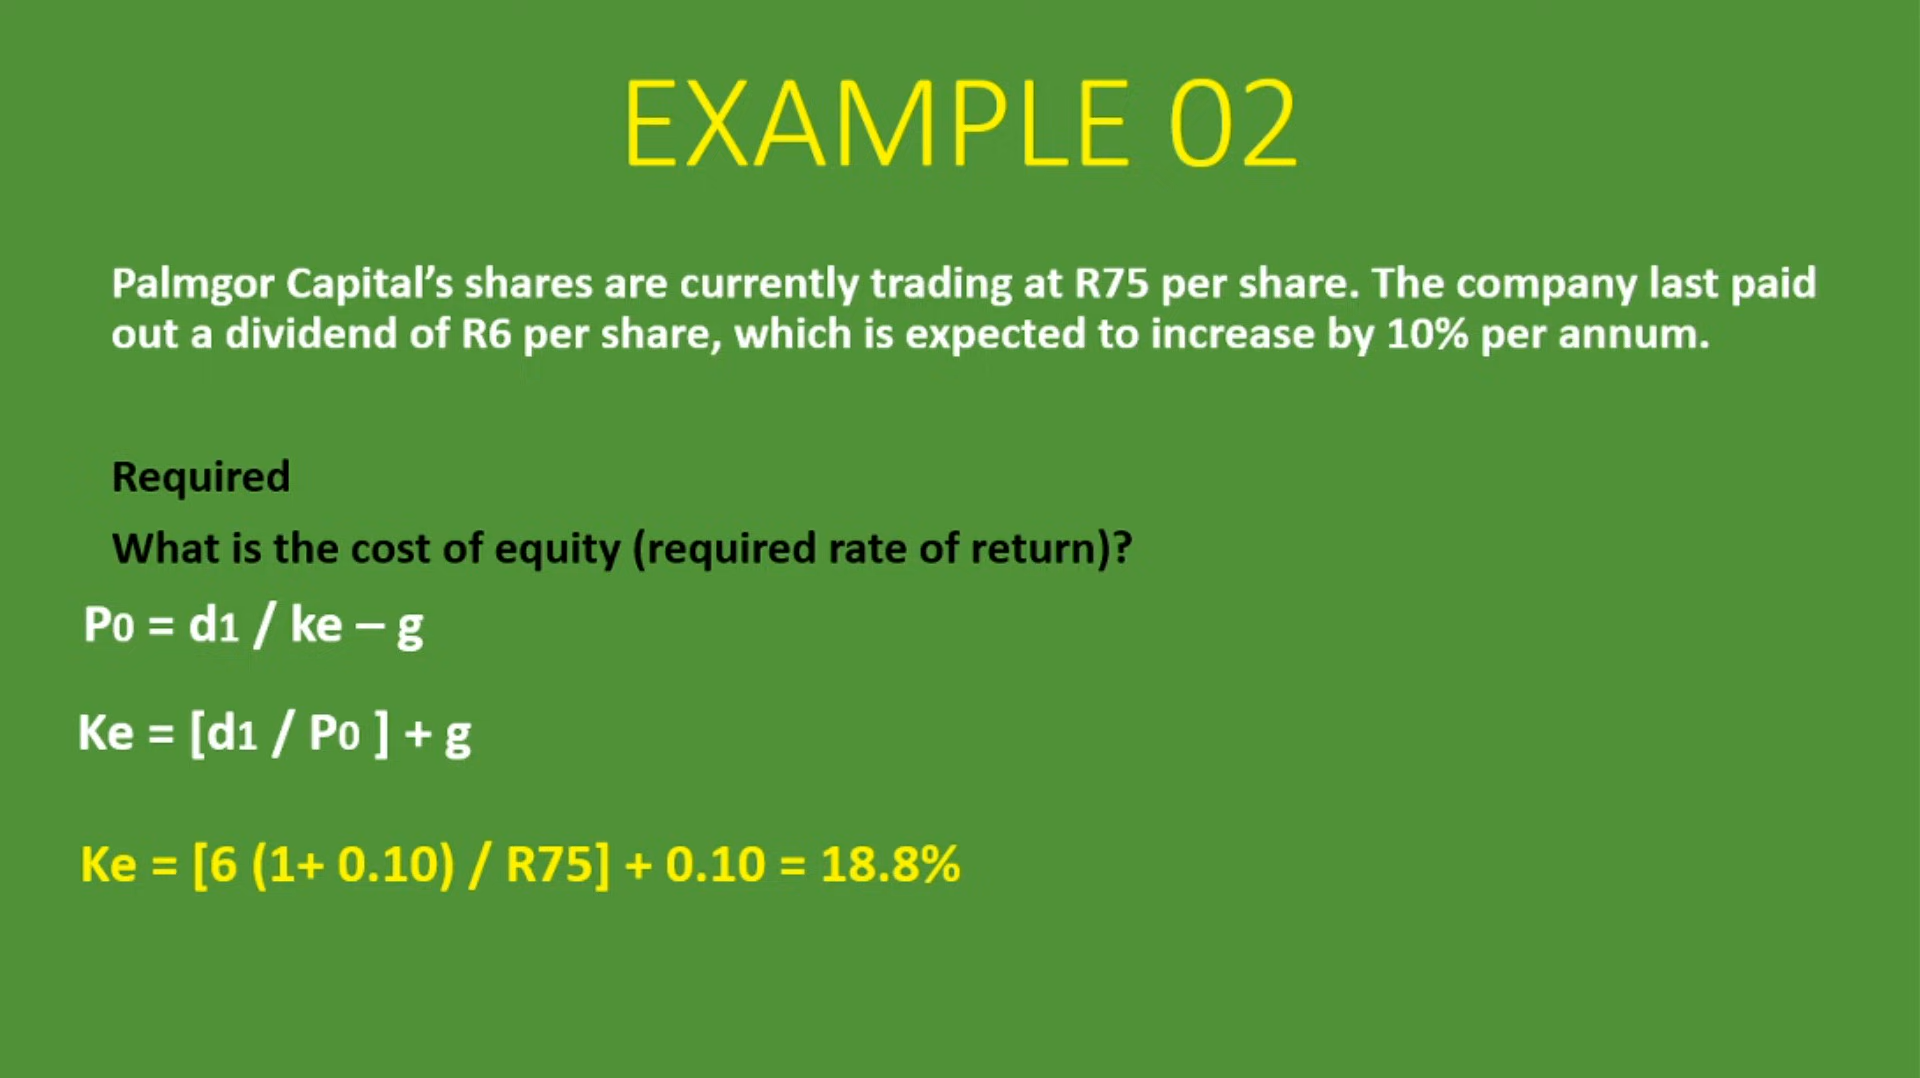 EXAMPLE 02
Palmgor Capital’s shares are currently trading at R75 per share. The company last paid
out a dividend of R6 per share, which is expected to increase by 10% per annum.
Required
What is the cost of equity (required rate of return)?
P0 = d1 / ke – g
Ke = [d1 / P0 ] + g
Ke = [6 (1+ 0.10) / R75] + 0.10 = 18.8%